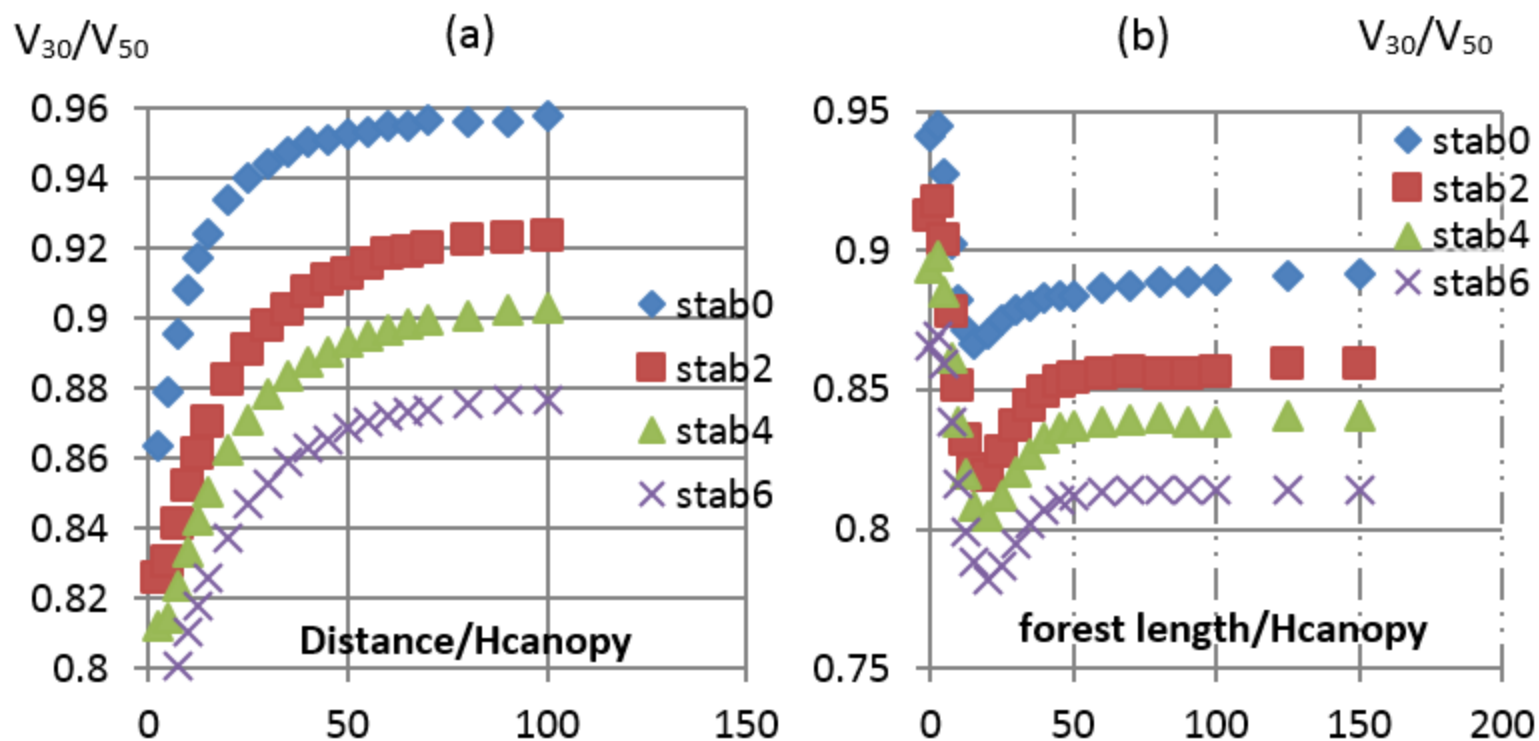 V₃₀/V₅₀
(a)
0.96
0.94
0.92
0.9
0.88
0.86
0.84
0.82
0.8
stab0
stab2
stab4
stab6
Distance/Hcanopy
0 50 100 150
(b)
V₃₀/V₅₀
0.95
0.9
0.85
0.8
0.75
stab0
stab2
stab4
stab6
forest length/Hcanopy
0 50 100 150 200